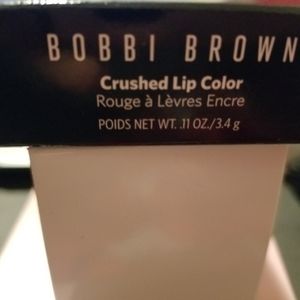 BOBBI BROWN
Crushed Lip Color
Rouge à Lèvres Encre
POIDS NET WT. .11 OZ./3.4 g